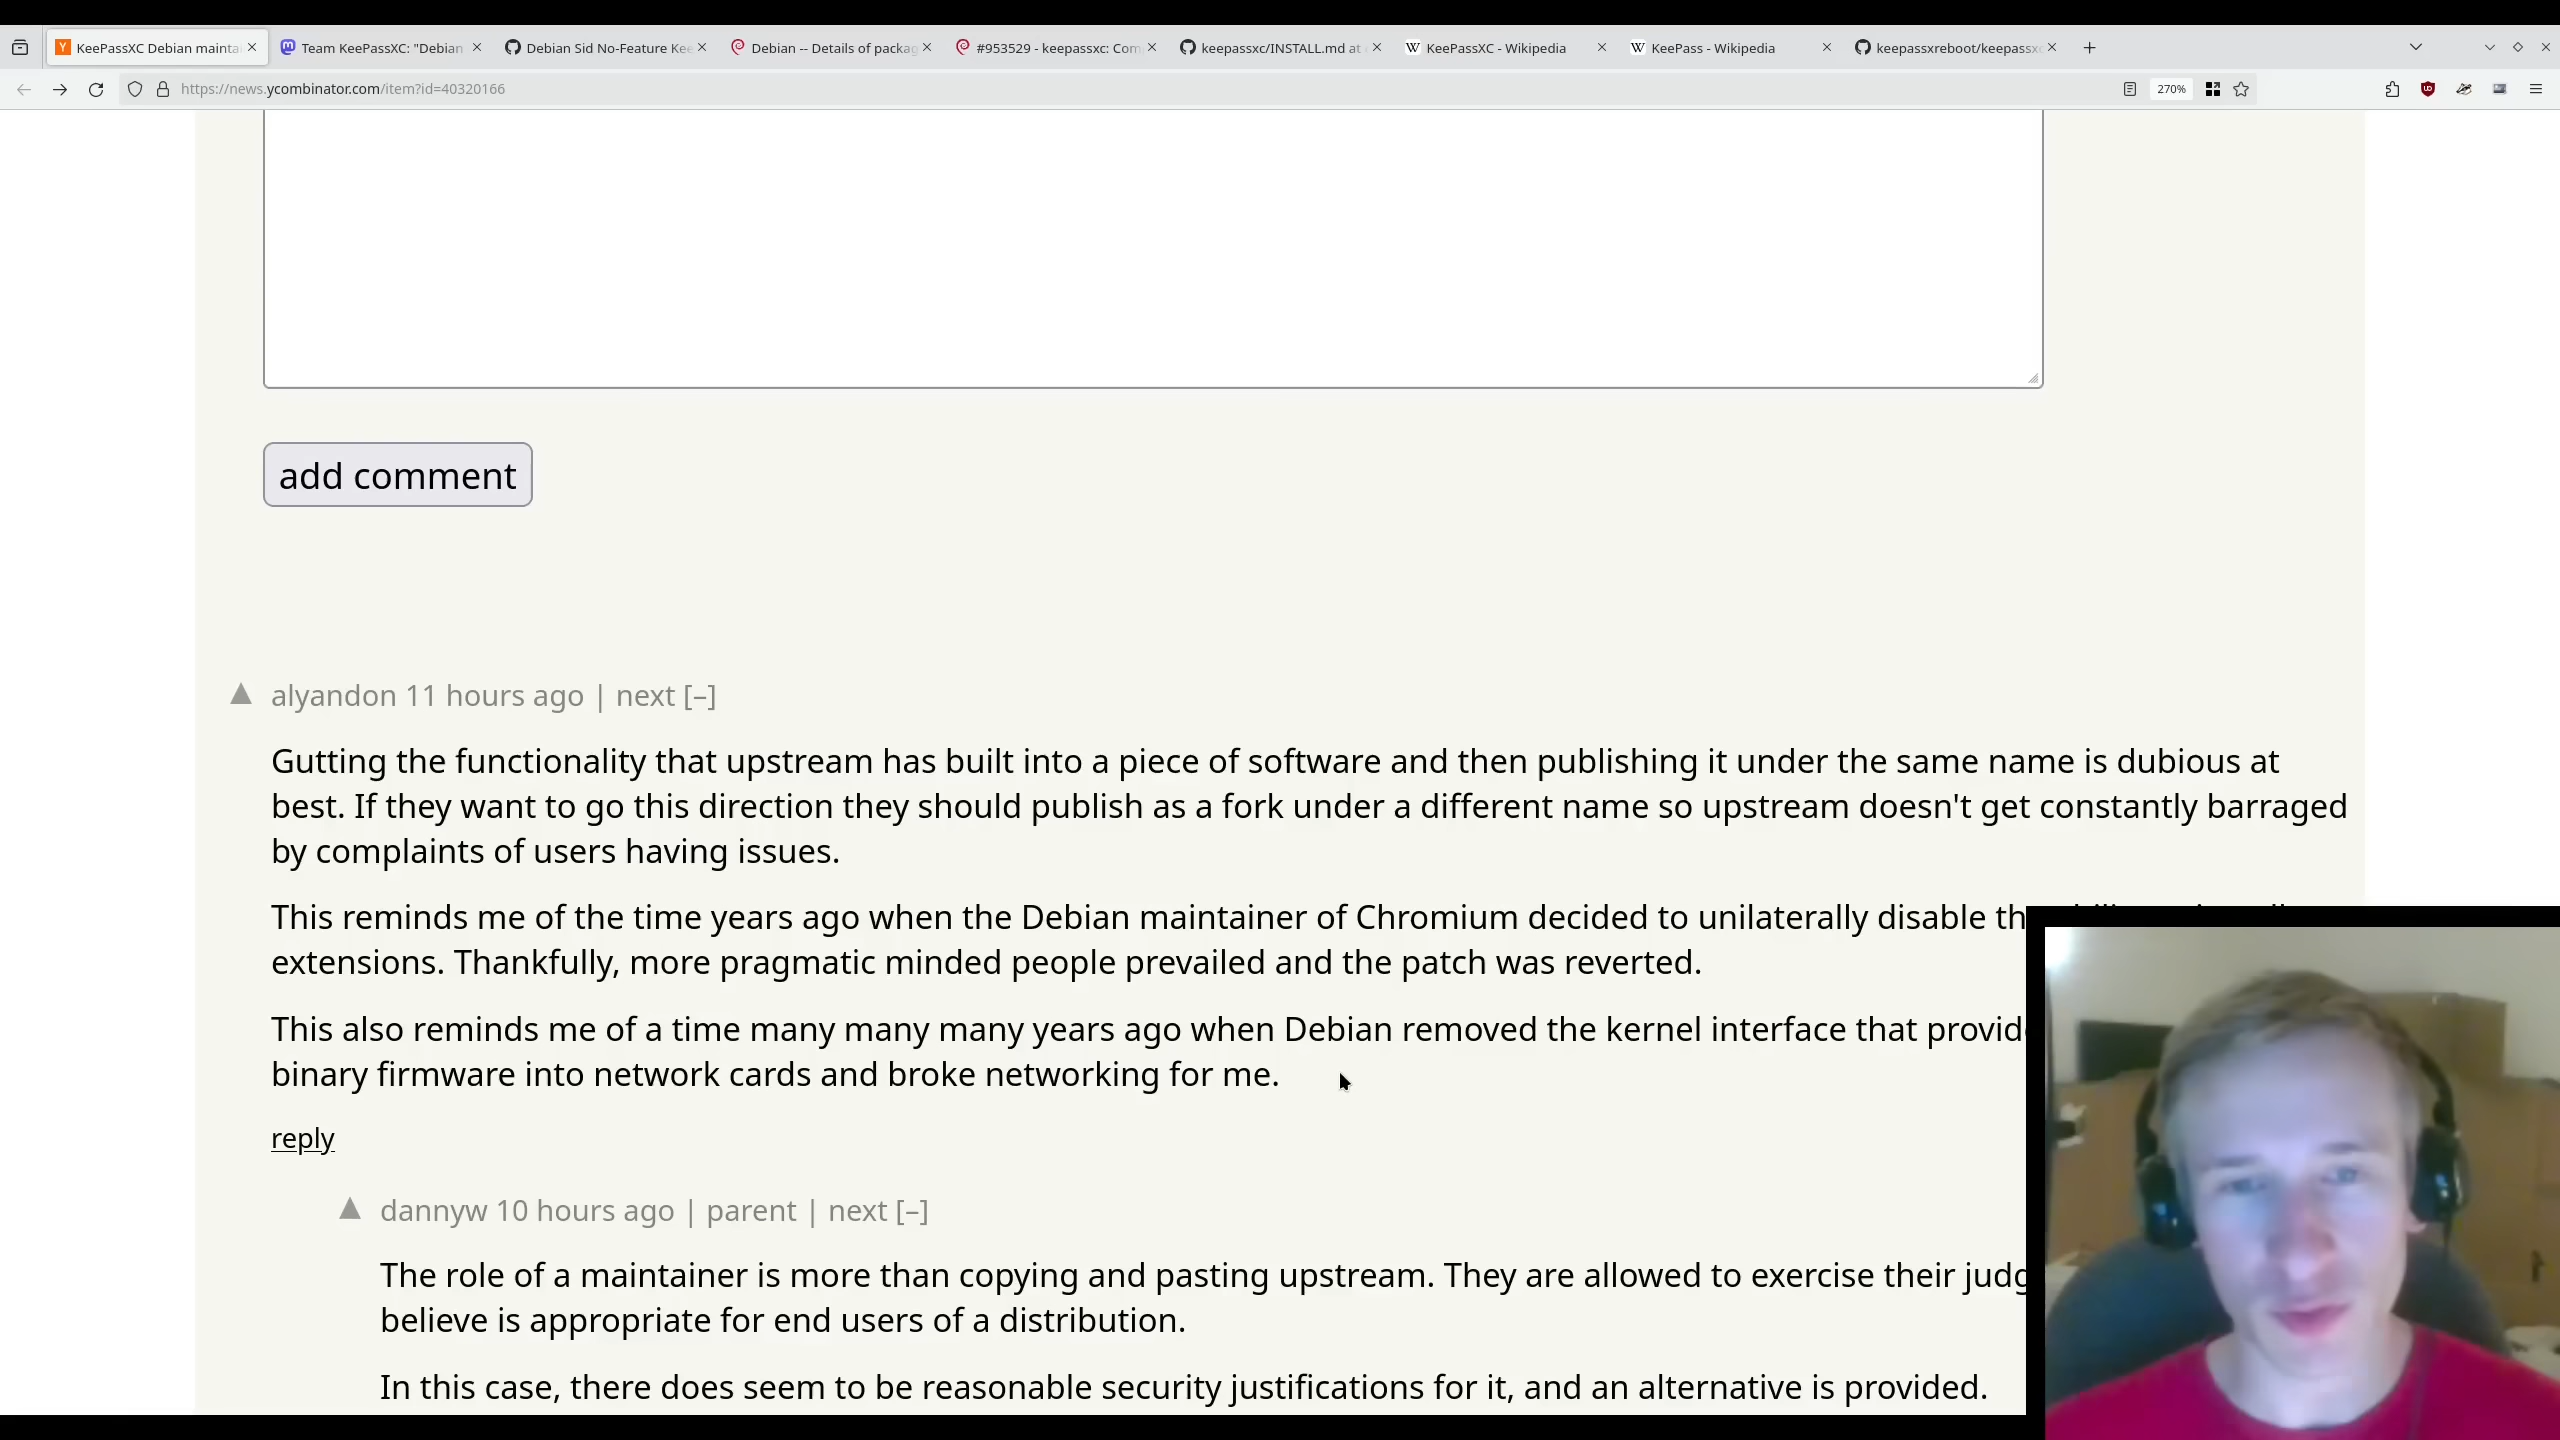 KeePassXC Debian mainta
Team KeePassXC: "Debian
Debian Sid No-Feature Kee
Debian -- Details of packag
#953529 - keepassxc: Com
keepassxc/INSTALL.md at
KeePassXC - Wikipedia
KeePass - Wikipedia
keepassxreboot/keepassxc
https://news.ycombinator.com/item?id=40320166
270%
add comment
alyandon 11 hours ago | next [–]
Gutting the functionality that upstream has built into a piece of software and then publishing it under the same name is dubious at
best. If they want to go this direction they should publish as a fork under a different name so upstream doesn't get constantly barraged
by complaints of users having issues.
This reminds me of the time years ago when the Debian maintainer of Chromium decided to unilaterally disable th
extensions. Thankfully, more pragmatic minded people prevailed and the patch was reverted.
This also reminds me of a time many many many years ago when Debian removed the kernel interface that provid
binary firmware into network cards and broke networking for me.
reply
dannyw 10 hours ago | parent | next [–]
The role of a maintainer is more than copying and pasting upstream. They are allowed to exercise their judg
believe is appropriate for end users of a distribution.
In this case, there does seem to be reasonable security justifications for it, and an alternative is provided.